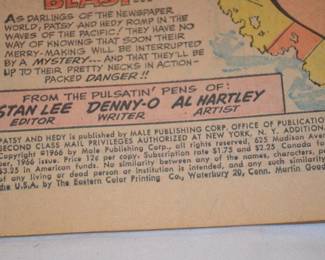 BLAST"
AS DARLINGS OF THE NEWSPAPER
WORLD, PATSY AND HEDY ROMP IN THE
WAVES OF THE PACIFIC! THEY HAVE NO
WAY OF KNOWING THAT SOON THEIR
MERRY-MAKING WILL BE INTERRUPTED
BY A MYSTERY... AND THAT THEY'LL BE
UP TO THEIR PRETTY NECKS IN ACTION-
PACKED DANGER!!
FROM THE PULSATIN' PENS OF:
STAN LEE DENNY-O AL HARTLEY
EDITOR WRITER ARTIST
PATSY AND HEDY is published by MALE PUBLISHING CORP. OFFICE OF PUBLICATION
SECOND CLASS MAIL PRIVILEGES AUTHORIZED AT NEW YORK, N. Y. ADDITION
Copyright ©1966 by Male Publishing Corp., all rights reserved, 625 Madison Aven
ber, 1966 issue. Price 12¢ per copy. Subscription rate $1.75 and $2.25 Canada for
$3.25 in American funds. No similarity between any of the names, characters, p
of any living or dead person or institution is intended, and any such similarity
the U.S.A. by The Eastern Color Printing Co., Waterbury 20, Conn. Martin Good